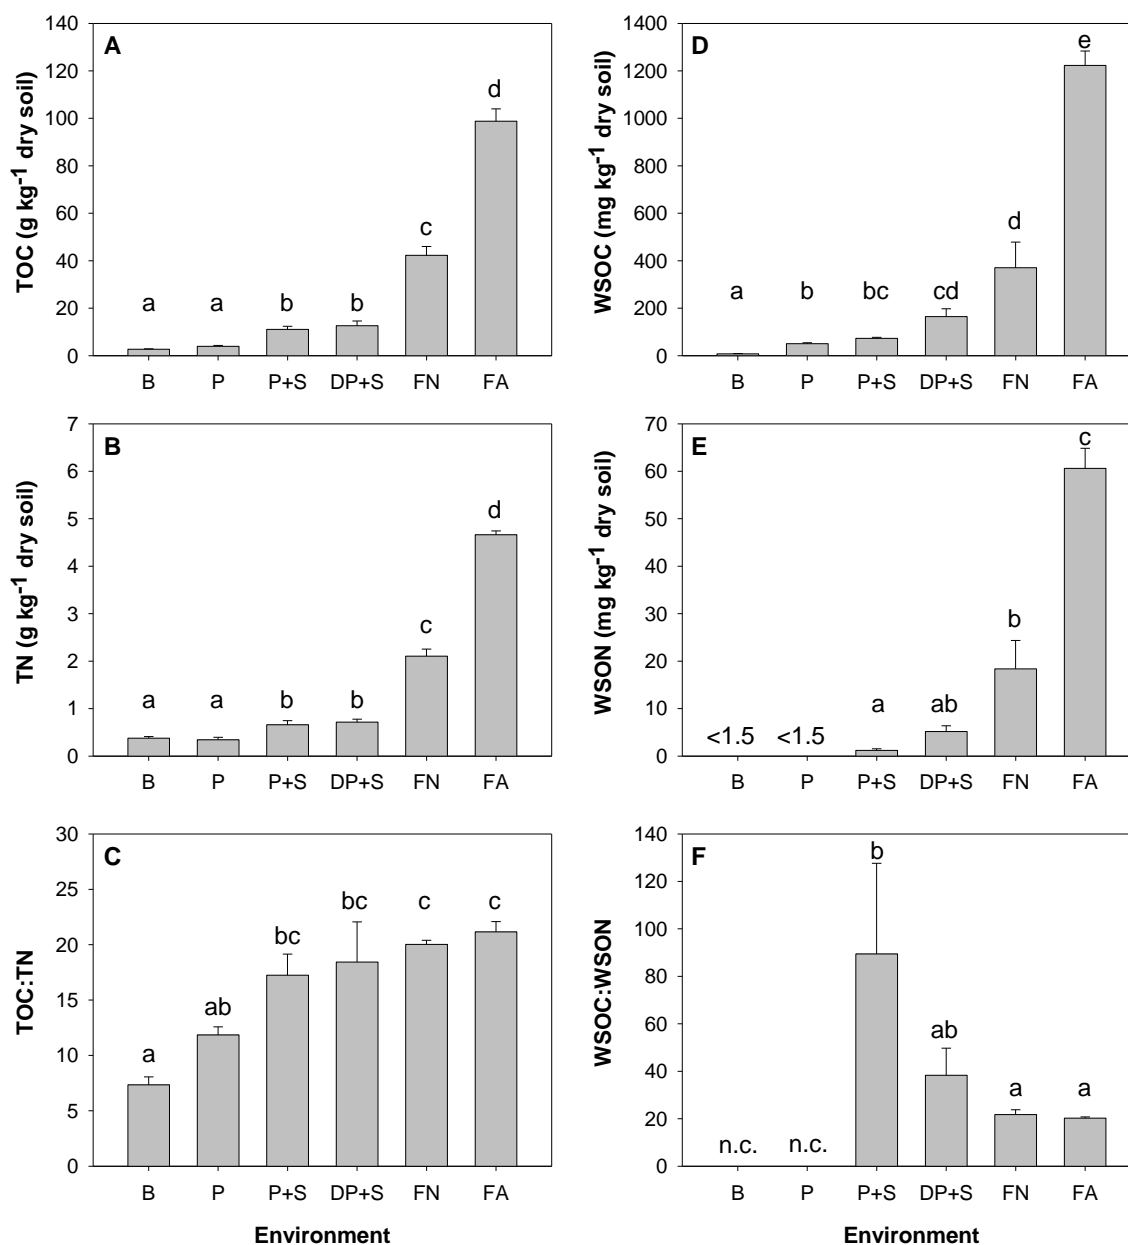 A
TOC (g kg⁻¹ dry soil)
140
120
100
80
60
40
20
0
a
a
b
b
c
d
B
P
P+S
DP+S
FN
FA
D
WSOC (mg kg⁻¹ dry soil)
1400
1200
1000
800
600
400
200
0
a
b
bc
cd
d
e
B
P
P+S
DP+S
FN
FA
B
TN (g kg⁻¹ dry soil)
7
6
5
4
3
2
1
0
a
a
b
b
c
d
B
P
P+S
DP+S
FN
FA
E
WSON (mg kg⁻¹ dry soil)
70
60
50
40
30
20
10
0
<1.5
<1.5
a
ab
b
c
B
P
P+S
DP+S
FN
FA
C
TOC:TN
30
25
20
15
10
5
0
a
ab
bc
bc
c
c
B
P
P+S
DP+S
FN
FA
Environment
F
WSOC:WSON
140
120
100
80
60
40
20
0
n.c.
n.c.
b
ab
a
a
B
P
P+S
DP+S
FN
FA
Environment